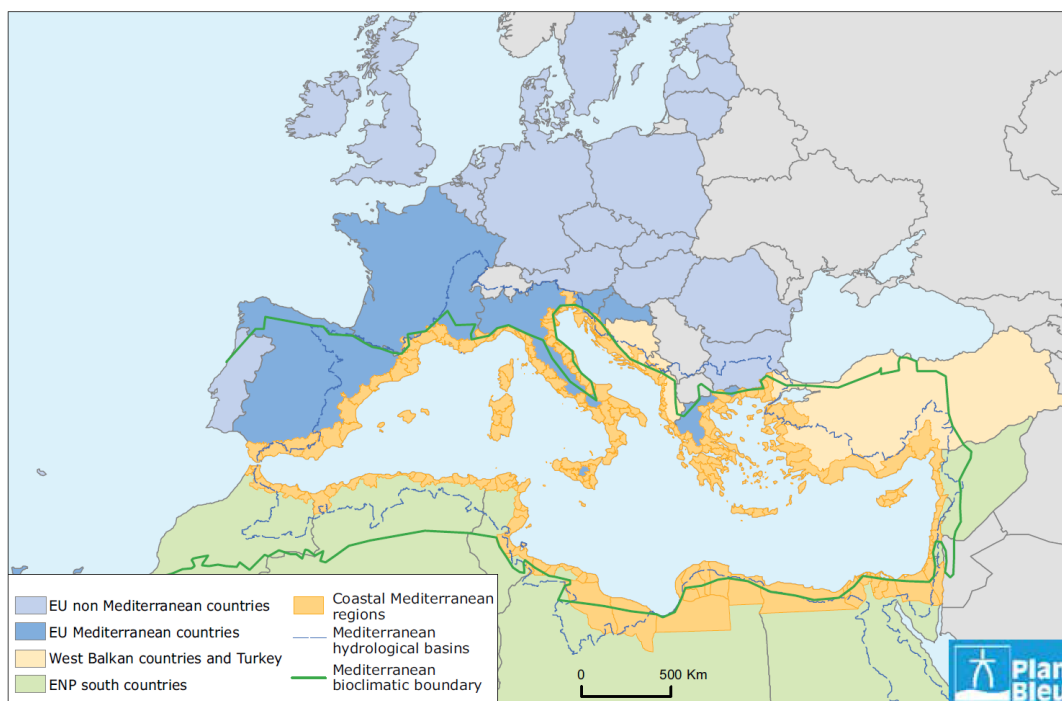 EU non Mediterranean countries
EU Mediterranean countries
West Balkan countries and Turkey
ENP south countries
Coastal Mediterranean
regions
Mediterranean
hydrological basins
Mediterranean
bioclimatic boundary
0 500 Km
Plan
Bleu